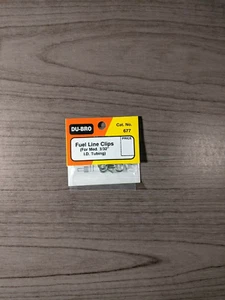 DU-BRO
Cat. No.
677
Fuel Line Clips
(For Med. 3/32"
I.D. Tubing)